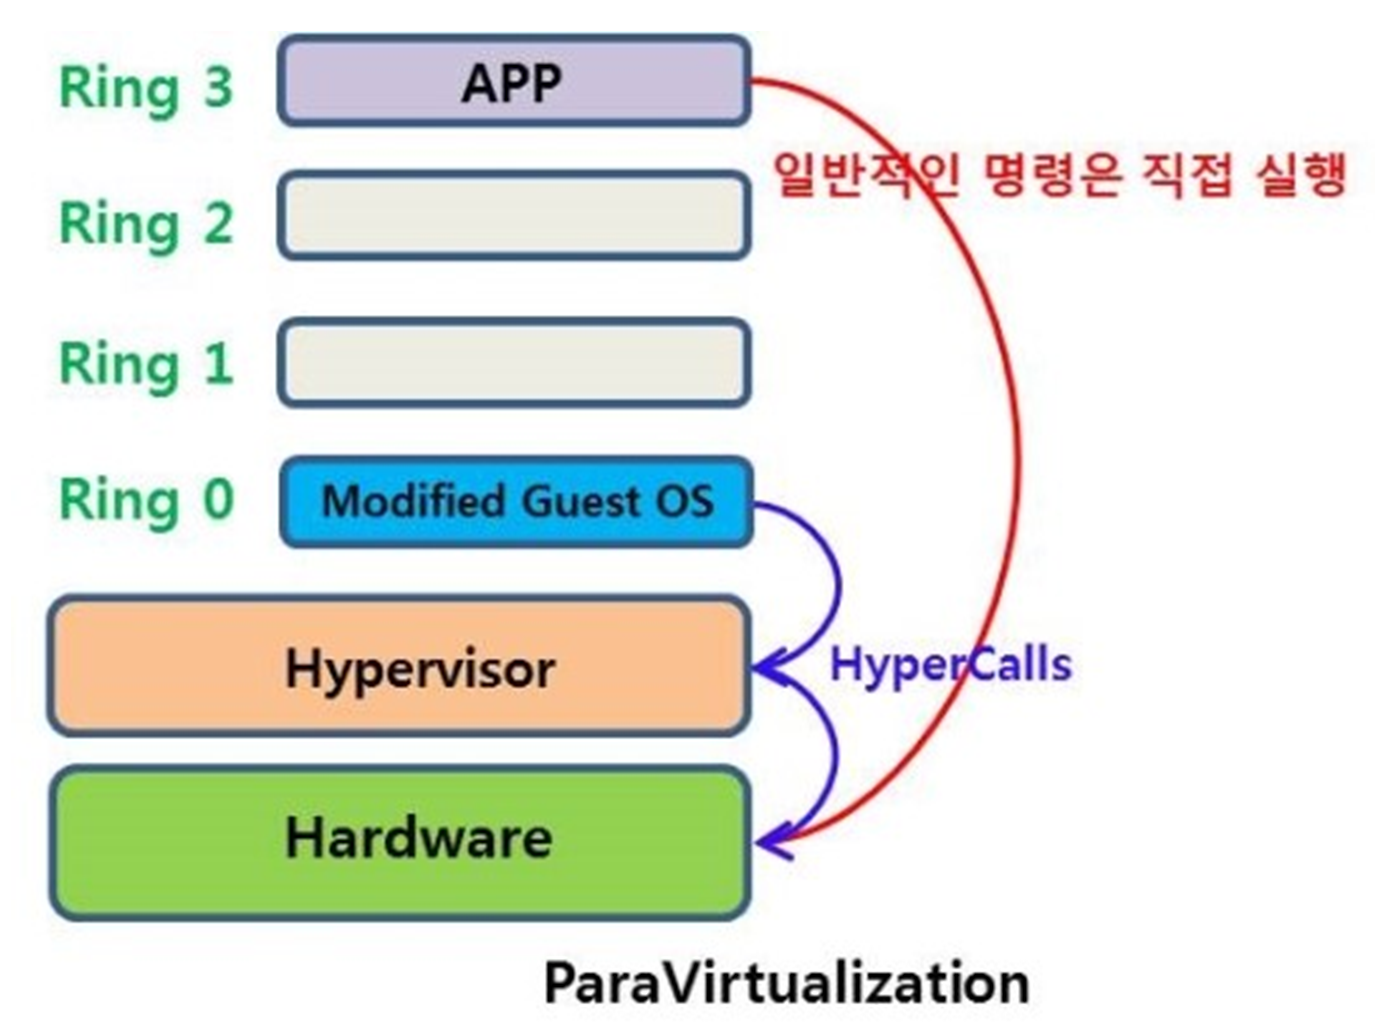 Ring 3
APP
일반적인 명령은 직접 실행
Ring 2
Ring 1
Ring 0
Modified Guest OS
Hypervisor
HyperCalls
Hardware
ParaVirtualization